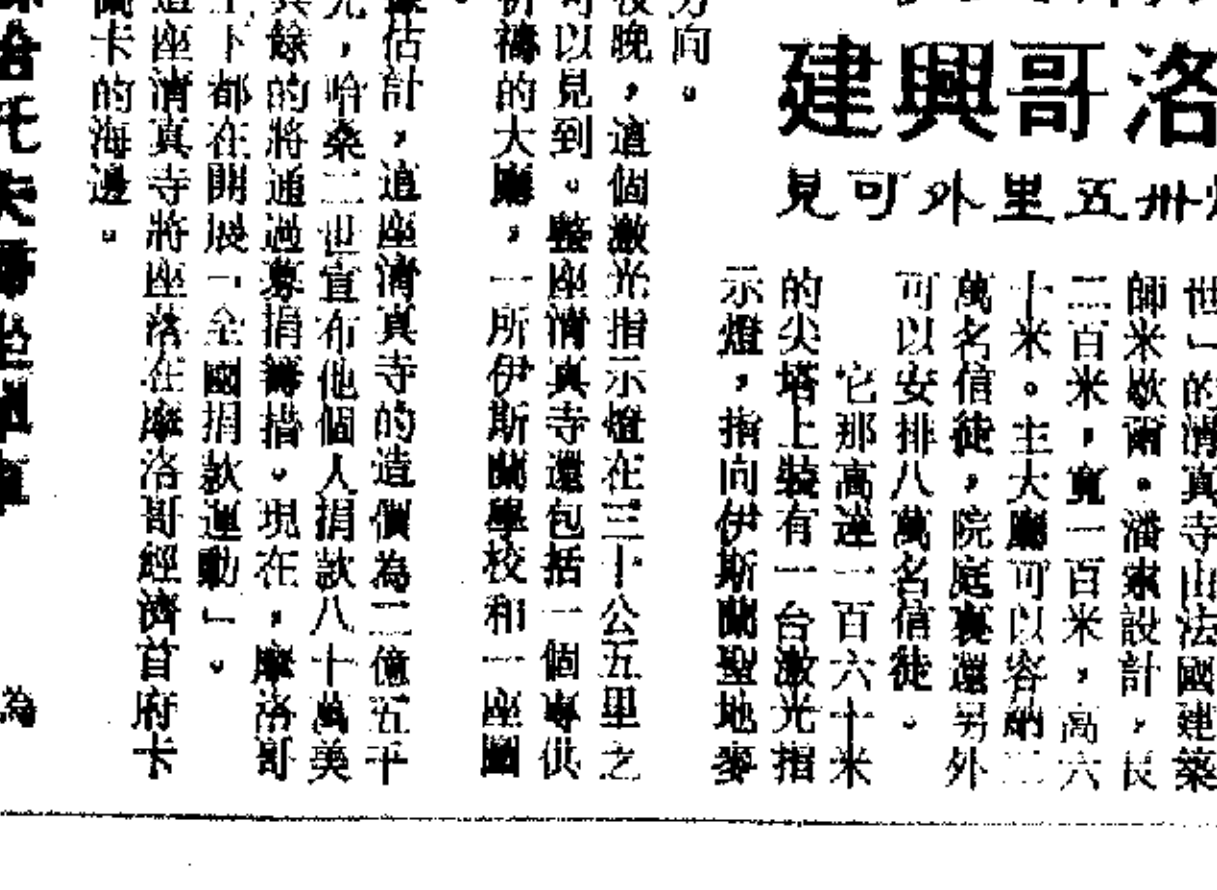 洛哥興建
五里外可見
世」的清真寺由法國建築
師米歇爾。潘索設計,長
二百米,寬一百米,高六
十米。主大廳可以容納二
萬名信徒,院庭裏還另外
可以安排八萬名信徒。
它那高達一百六十米
的尖塔上裝有一台激光指
示燈,指向伊斯蘭聖地麥
方向。
夜晚,這個激光指示燈在三十公五里之
可以見到。整座清真寺還包括一個專供
祈禱的大廳,一所伊斯蘭學校和一座圖
估計,這座清真寺的造價為二億五千
元,哈桑二世宣布他個人捐款八十萬美
其餘的將通過募捐籌措。現在,摩洛哥
上下都在開展「全國捐款運動」。
這座清真寺將座落在摩洛哥經濟首府卡
蘭卡的海邊。
為